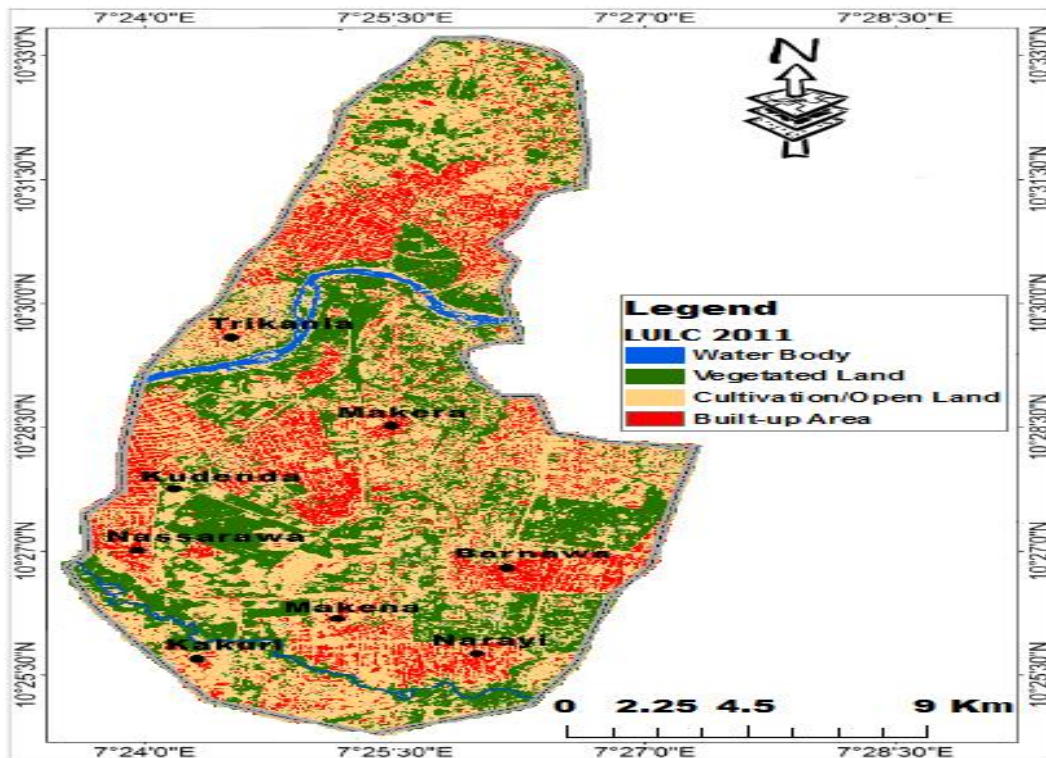 7°24'0"E 7°25'30"E 7°27'0"E 7°28'30"E
N
10°33'0"N 10°33'0"N
10°31'30"N 10°31'30"N
10°30'0"N 10°30'0"N
10°28'30"N 10°28'30"N
10°27'0"N 10°27'0"N
10°25'30"N 10°25'30"N
Legend
LULC 2011
Water Body
Vegetated Land
Cultivation/Open Land
Built-up Area
Trikania
Makera
Kudenda
Nassarawa
Barnawa
Makena
Kakuri
Narayi
0 2.25 4.5 9 Km
7°24'0"E 7°25'30"E 7°27'0"E 7°28'30"E